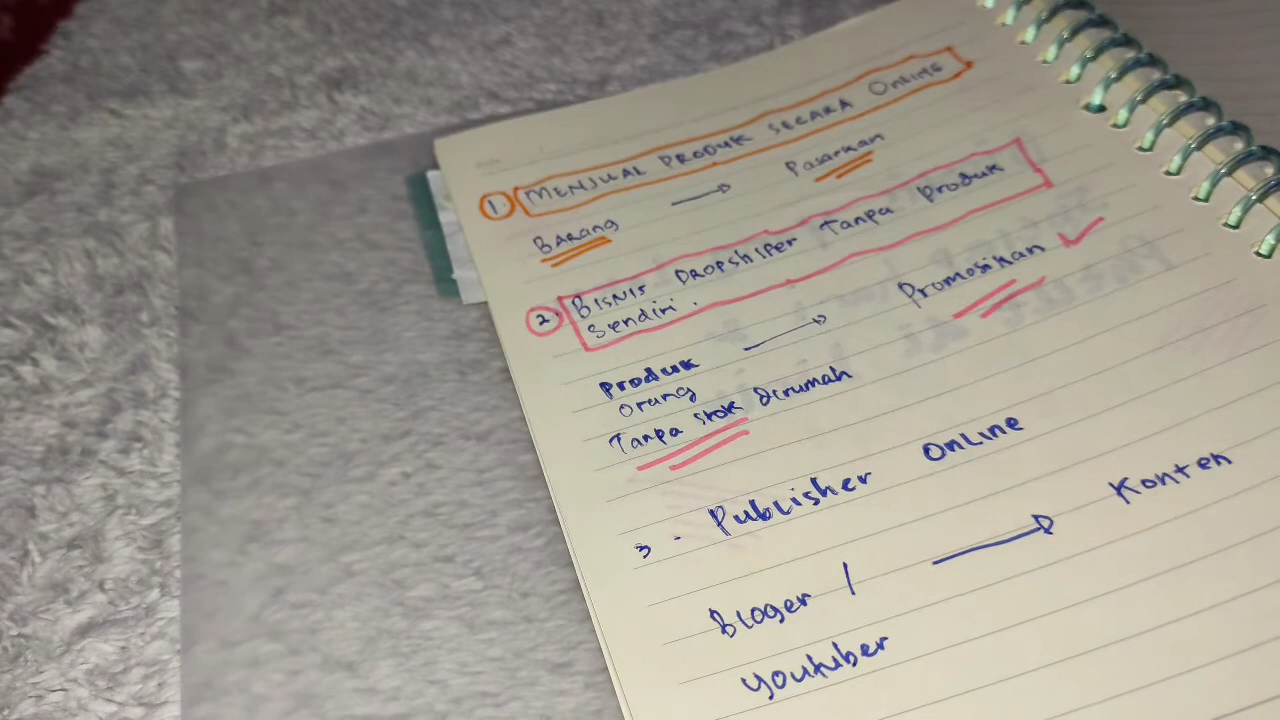 1. MENJUAL PRODUK SECARA ONLINE
BARang → Pasarkan
2. BISNIS DROPSHIPER Tanpa Produk
Sendiri.
Produk → Promosikan ✓
Orang
Tanpa Stok Dirumah
3. Publisher OnLine
Bloger / → Konten
youtuber